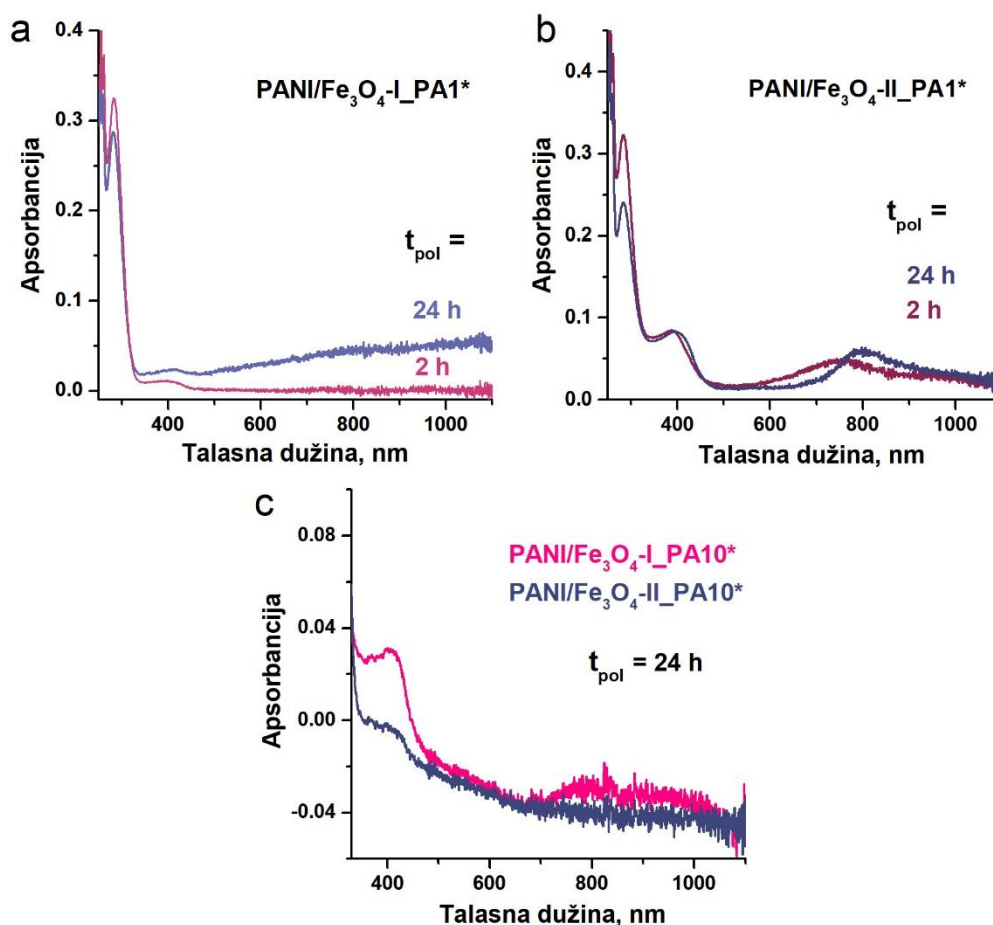 a
PANI/Fe₃O₄-I_PA1*
t_pol =
24 h
2 h
0.4
0.3
0.2
0.1
0.0
Apsorbancija
400 600 800 1000
Talasna dužina, nm
b
PANI/Fe₃O₄-II_PA1*
t_pol =
24 h
2 h
0.4
0.3
0.2
0.1
0.0
Apsorbancija
400 600 800 1000
Talasna dužina, nm
c
PANI/Fe₃O₄-I_PA10*
PANI/Fe₃O₄-II_PA10*
t_pol = 24 h
0.08
0.04
0.00
-0.04
Apsorbancija
400 600 800 1000
Talasna dužina, nm